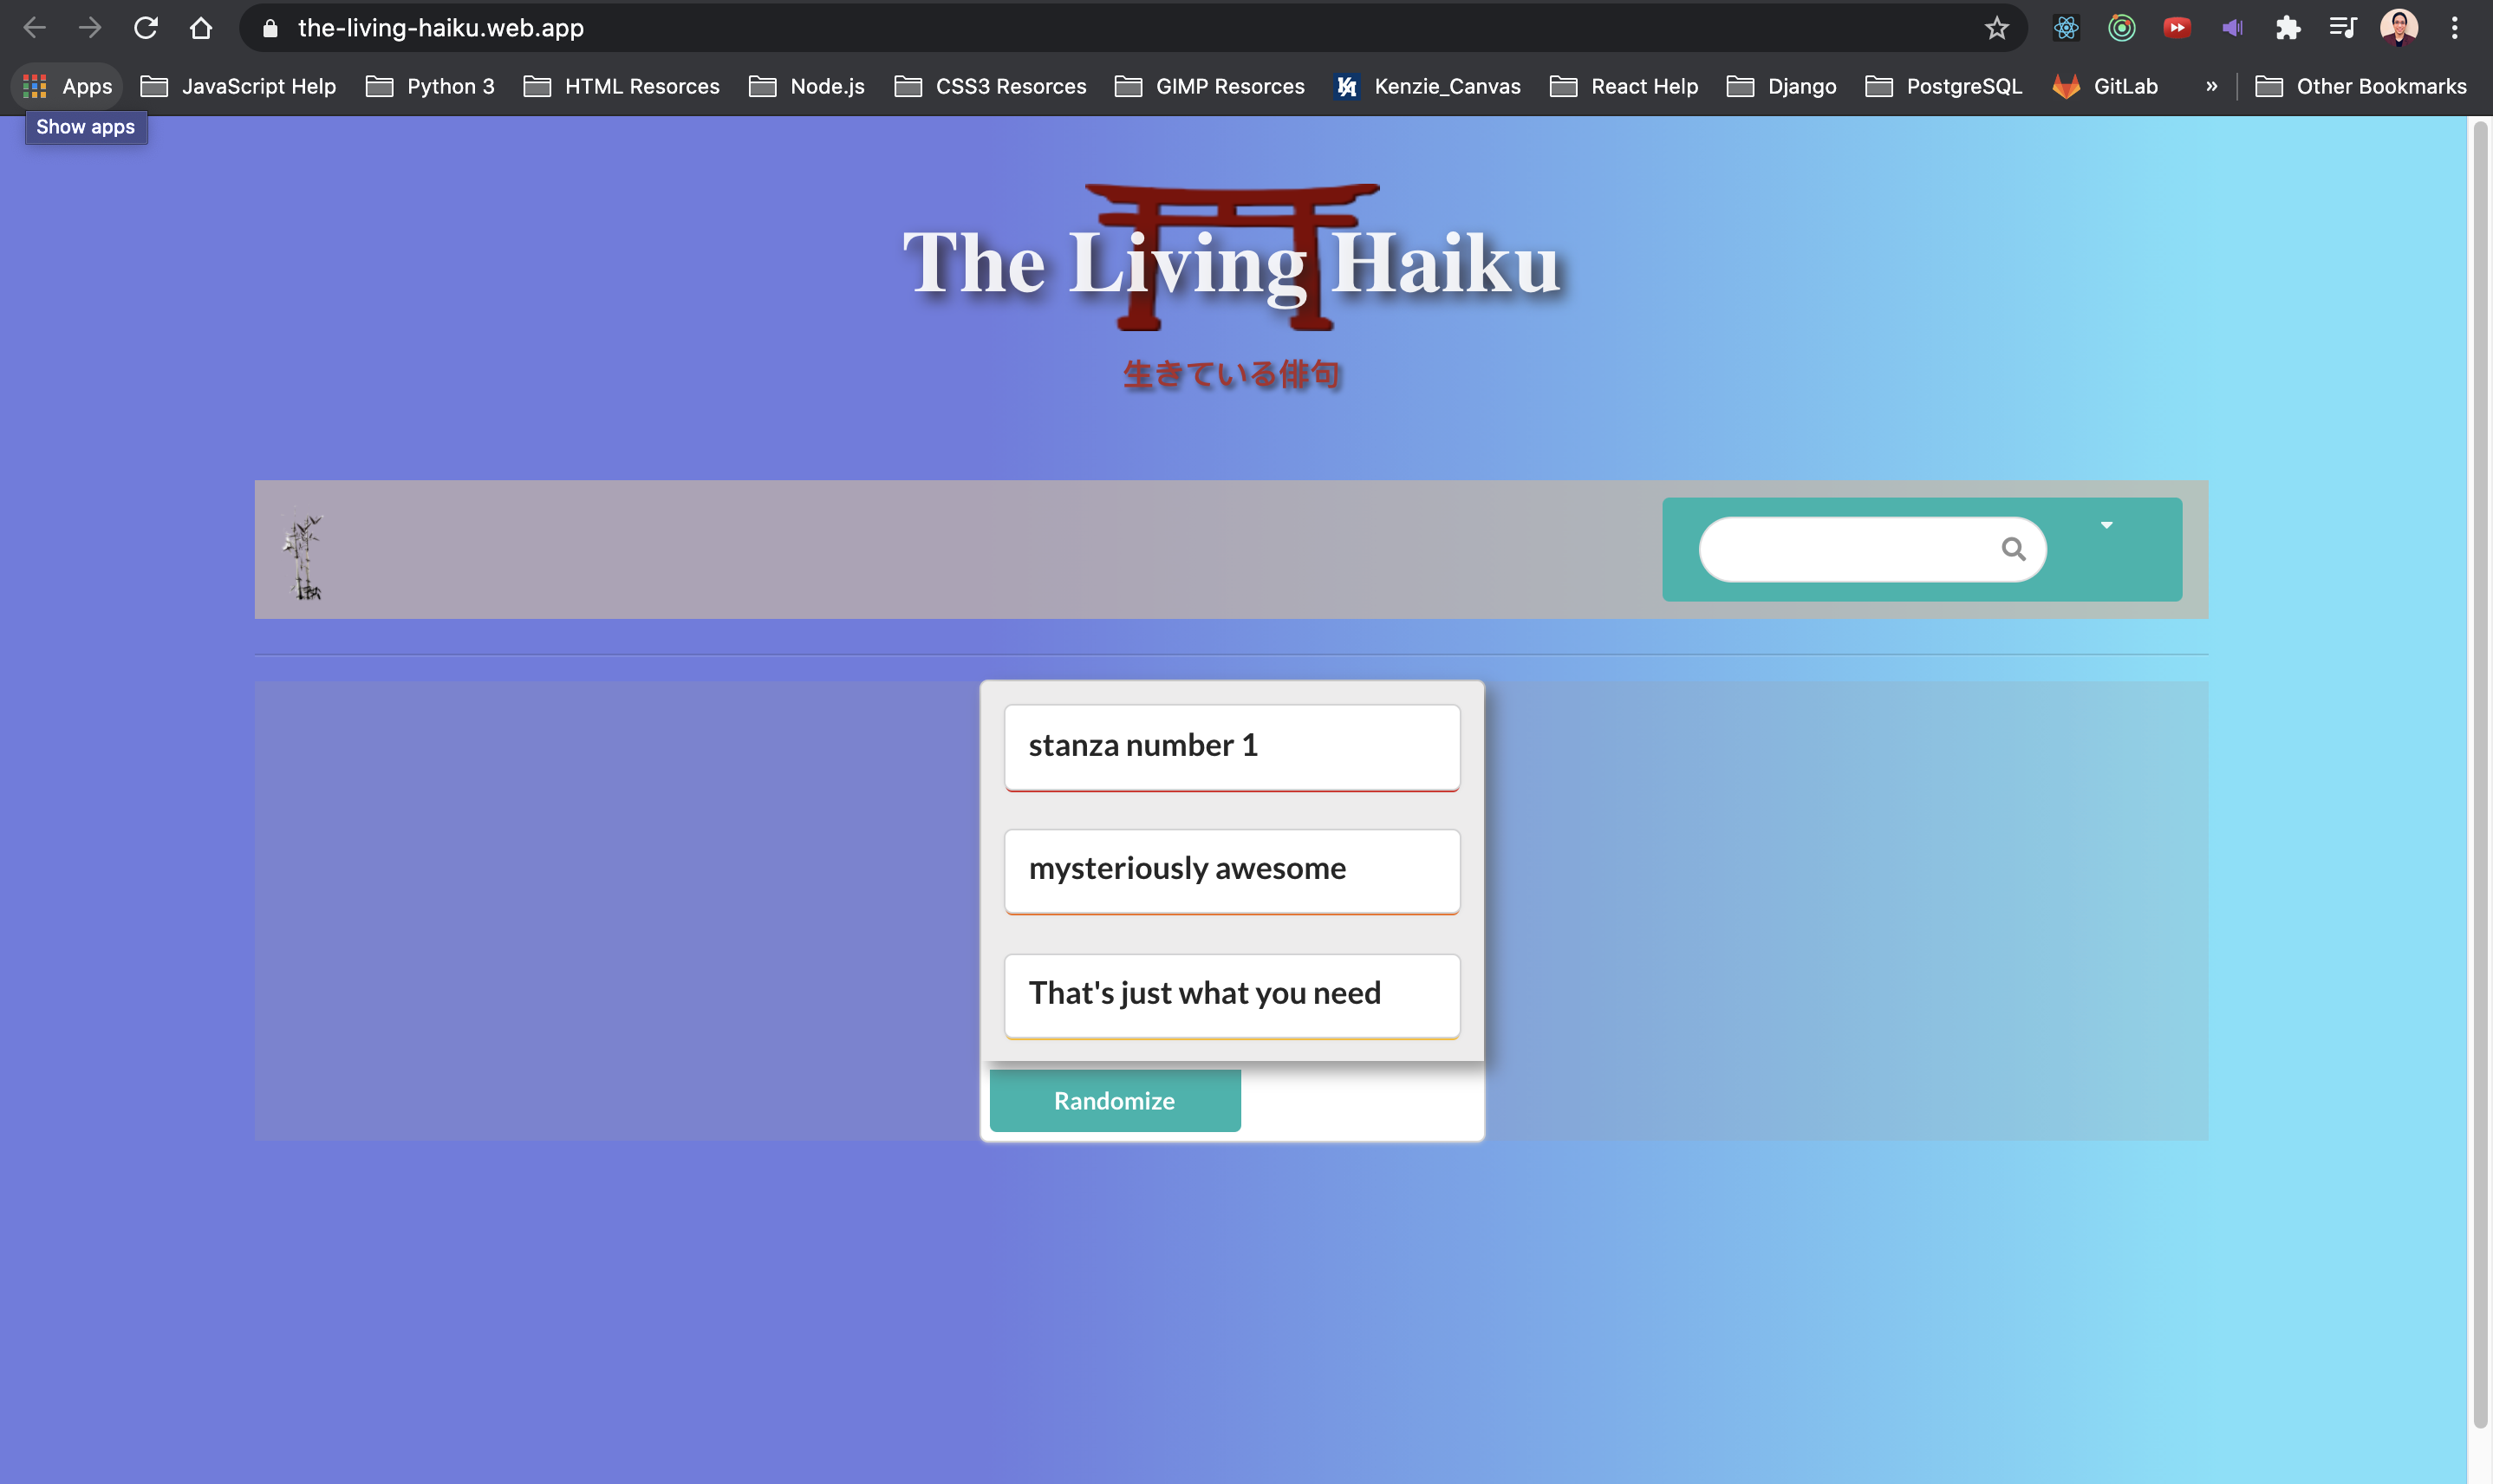 the-living-haiku.web.app
Apps JavaScript Help Python 3 HTML Resorces Node.js CSS3 Resorces GIMP Resorces Kenzie_Canvas React Help Django PostgreSQL GitLab » Other Bookmarks
Show apps
The Living Haiku
生きている俳句
stanza number 1
mysteriously awesome
That's just what you need
Randomize